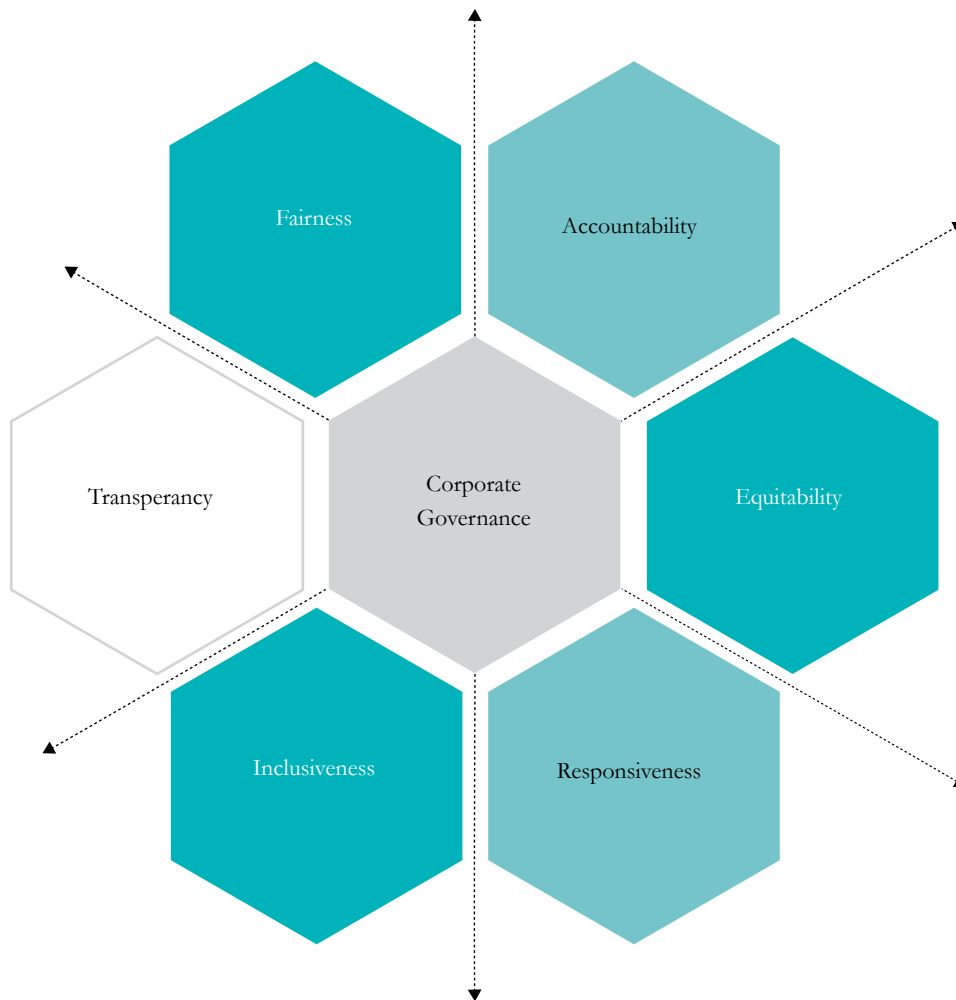 Fairness
Accountability
Transperancy
Corporate
Governance
Equitability
Inclusiveness
Responsiveness